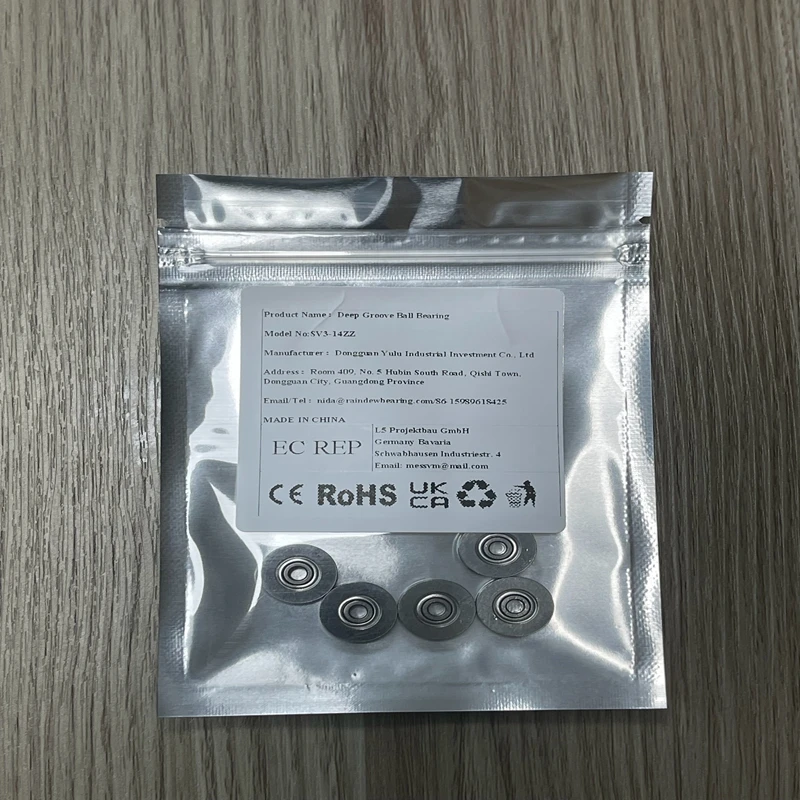 Product Name: Deep Groove Ball Bearing
Model No:SV3-14ZZ
Manufacturer: Dongguan Yulu Industrial Investment Co., Ltd
Address: Room 409, No. 5 Hubin South Road, Qishi Town,
Dongguan City, Guangdong Province
Email/Tel: nida@raindewbearing.com/86 15989618425
MADE IN CHINA
EC REP
L5 Projektbau GmbH
Germany Bavaria
Schwabhausen Industriestr. 4
Email: messvm@mail.com
CE RoHS UK
CA